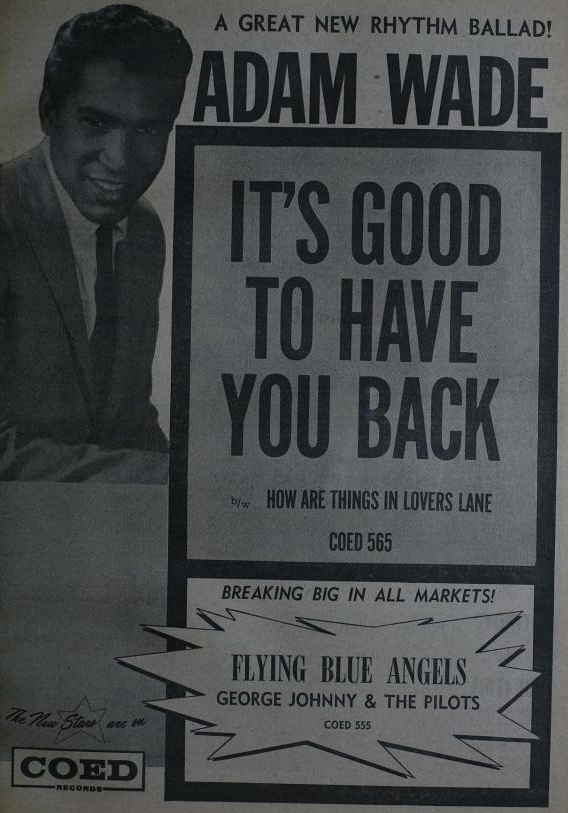 A GREAT NEW RHYTHM BALLAD!
ADAM WADE
IT'S GOOD
TO HAVE
YOU BACK
b/w HOW ARE THINGS IN LOVERS LANE
COED 565
BREAKING BIG IN ALL MARKETS!
FLYING BLUE ANGELS
GEORGE JOHNNY & THE PILOTS
COED 555
The New Stars are on
COED
RECORDS